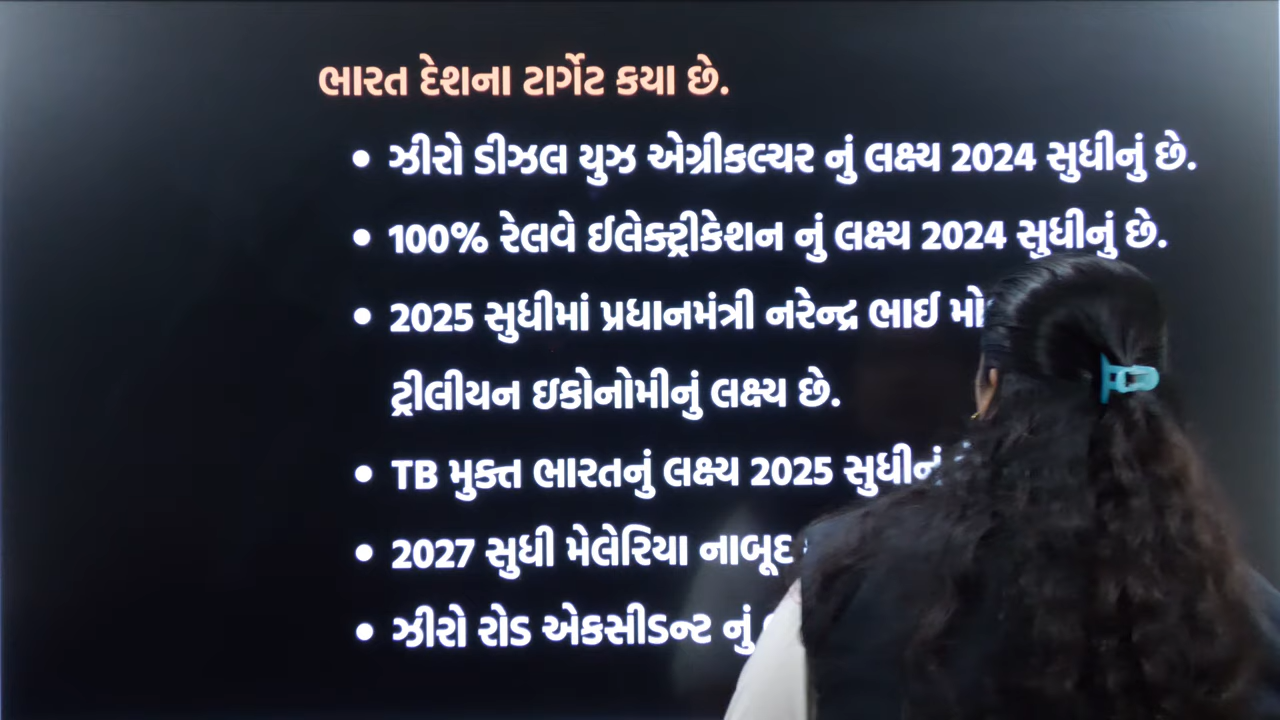 ભારત દેશના ટાર્ગેટ કયા છે.
• ઝીરો ડીઝલ યુઝ એગ્રીકલ્ચર નું લક્ષ્ય 2024 સુધીનું છે.
• 100% રેલવે ઈલેક્ટ્રીકેશન નું લક્ષ્ય 2024 સુધીનું છે.
• 2025 સુધીમાં પ્રધાનમંત્રી નરેન્દ્ર ભાઈ
ટ્રીલીયન ઇકોનોમીનું લક્ષ્ય છે.
• TB મુક્ત ભારતનું લક્ષ્ય 2025 સુધીનું
• 2027 સુધી મેલેરિયા નાબૂદ
• ઝીરો રોડ એકસીડન્ટ નું